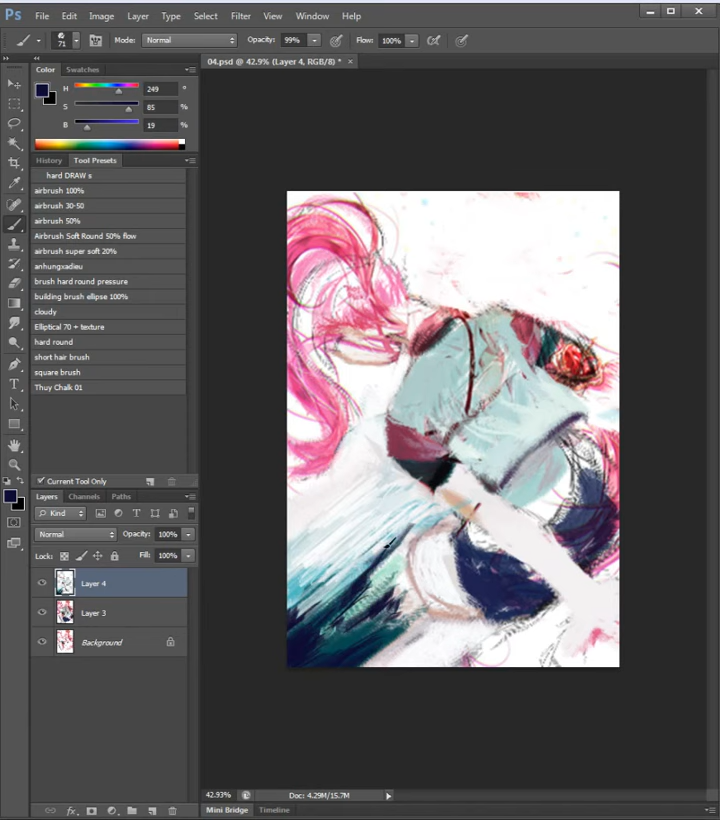 Ps File Edit Image Layer Type Select Filter View Window Help
71 Mode: Normal Opacity: 99% Flow: 100%
04.psd @ 42.9% (Layer 4, RGB/8) * ×
Color Swatches
H 249 °
S 85 %
B 19 %
History Tool Presets
hard DRAW s
airbrush 100%
airbrush 30-50
airbrush 50%
Airbrush Soft Round 50% flow
airbrush super soft 20%
anhungxadieu
brush hard round pressure
building brush ellipse 100%
cloudy
Elliptical 70 + texture
hard round
short hair brush
square brush
Thuy Chalk 01
Current Tool Only
Layers Channels Paths
Kind
Normal Opacity: 100%
Lock: Fill: 100%
Layer 4
Layer 3
Background
42.93% Doc: 4.29M/15.7M
fx
Mini Bridge Timeline